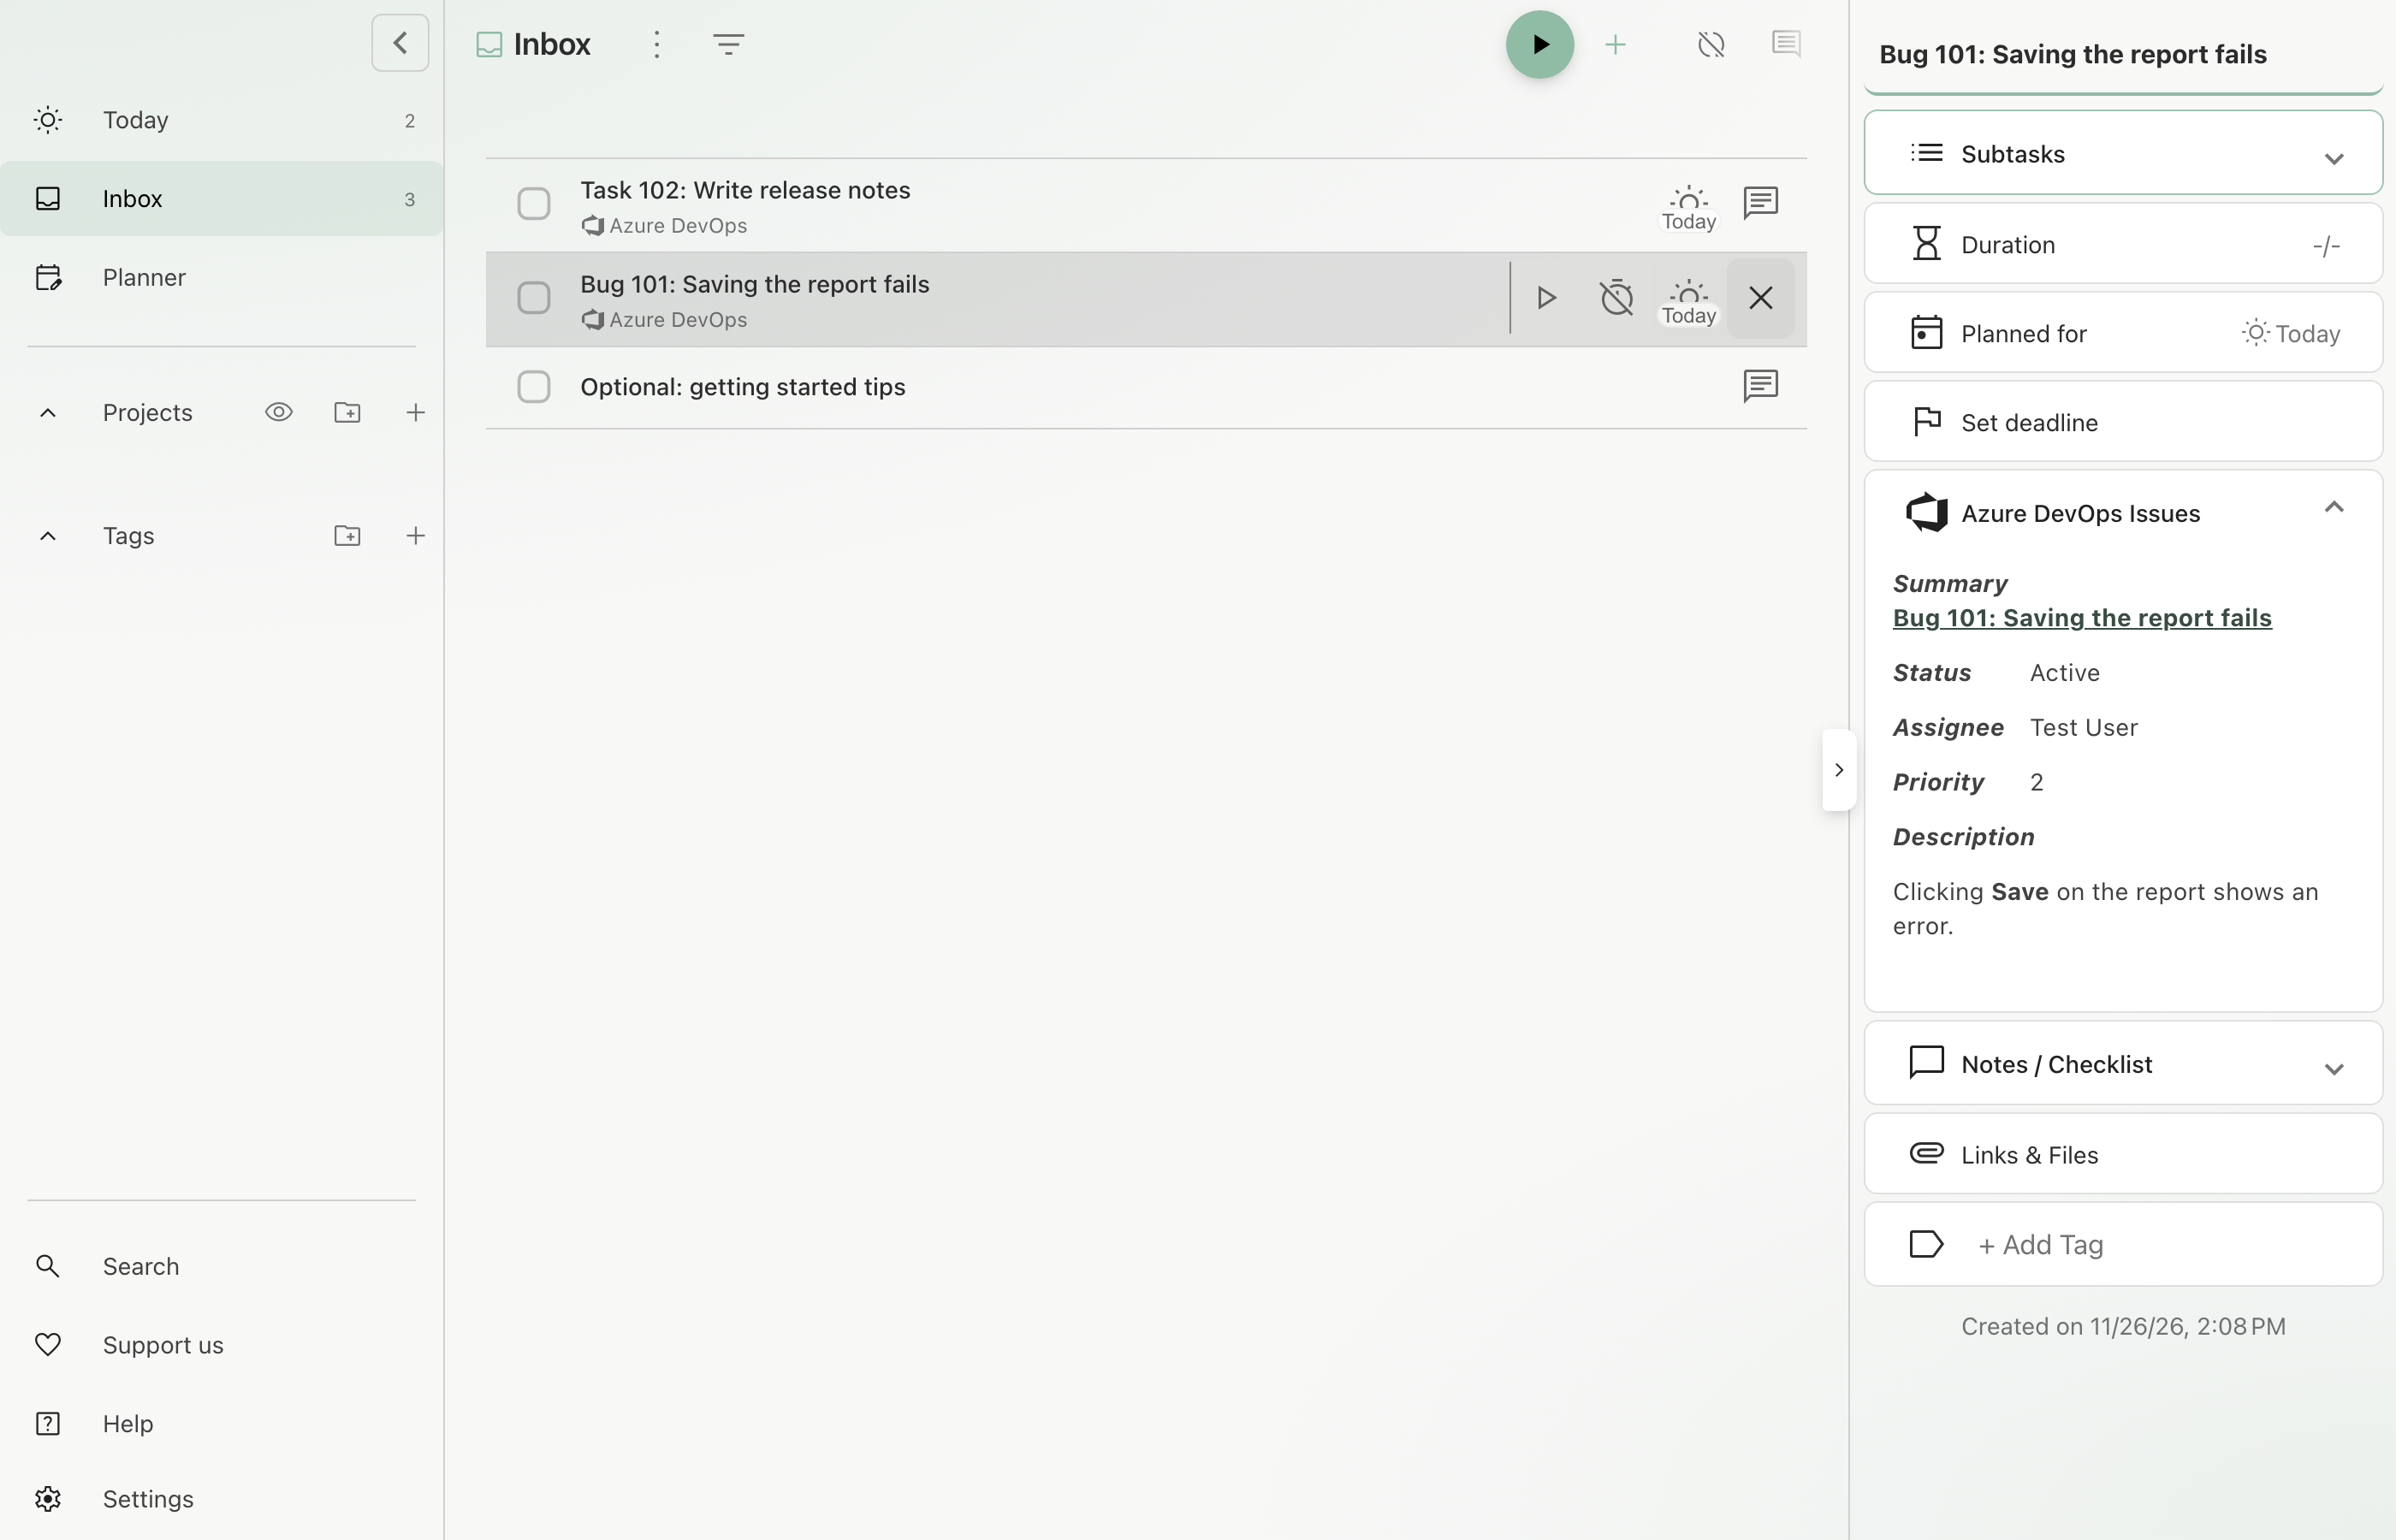 Today 2
Inbox 3
Planner
Projects
Tags
Search
Support us
Help
Settings
Inbox
Task 102: Write release notes
Azure DevOps
Today
Bug 101: Saving the report fails
Azure DevOps
Today
Optional: getting started tips
Bug 101: Saving the report fails
Subtasks
Duration -/-
Planned for Today
Set deadline
Azure DevOps Issues
Summary
Bug 101: Saving the report fails
Status Active
Assignee Test User
Priority 2
Description
Clicking Save on the report shows an
error.
Notes / Checklist
Links & Files
+ Add Tag
Created on 11/26/26, 2:08 PM